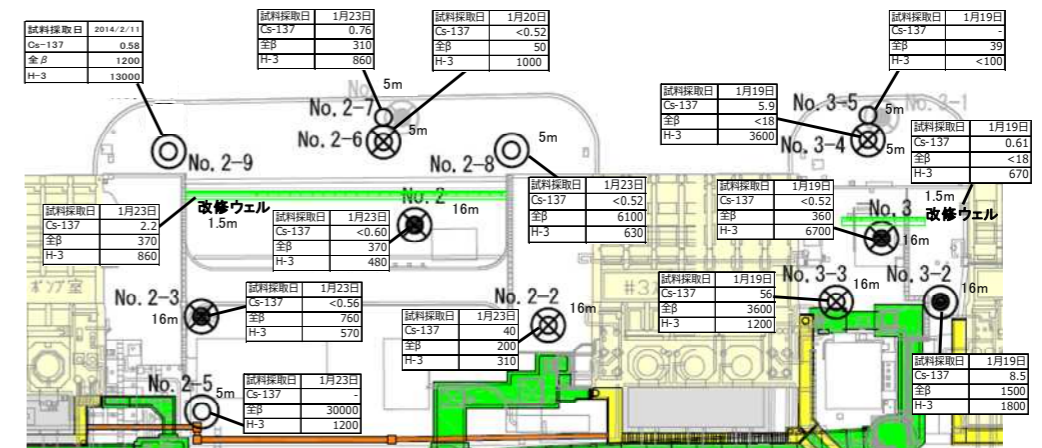 試料採取日 2014/2/11
Cs-137 0.58
全β 1200
H-3 13000
試料採取日 1月23日
Cs-137 0.76
全β 310
H-3 860
試料採取日 1月20日
Cs-137 <0.52
全β 50
H-3 1000
試料採取日 1月19日
Cs-137 -
全β 39
H-3 <100
試料採取日 1月19日
Cs-137 5.9
全β <18
H-3 3600
試料採取日 1月19日
Cs-137 0.61
全β <18
H-3 670
5m
No. 2-7
No. 2-6 5m
No. 2-9
No. 2-8 5m
No. 3-5 5m No. 3-1
No. 3-4 5m
試料採取日 1月23日
Cs-137 2.2
全β 370
H-3 860
改修ウェル
1.5m
試料採取日 1月23日
Cs-137 <0.60
全β 370
H-3 480
No. 2
16m
試料採取日 1月23日
Cs-137 <0.52
全β 6100
H-3 630
試料採取日 1月19日
Cs-137 <0.52
全β 360
H-3 6700
1.5m
改修ウェル
No. 3
16m
ポンプ室
No. 2-3
16m
試料採取日 1月23日
Cs-137 <0.56
全β 760
H-3 570
No. 2-2
16m
試料採取日 1月23日
Cs-137 40
全β 200
H-3 310
試料採取日 1月19日
Cs-137 56
全β 3600
H-3 1200
No. 3-3
16m
No. 3-2
16m
試料採取日 1月19日
Cs-137 8.5
全β 1500
H-3 1800
No. 2-5 5m
試料採取日 1月23日
Cs-137 -
全β 30000
H-3 1200